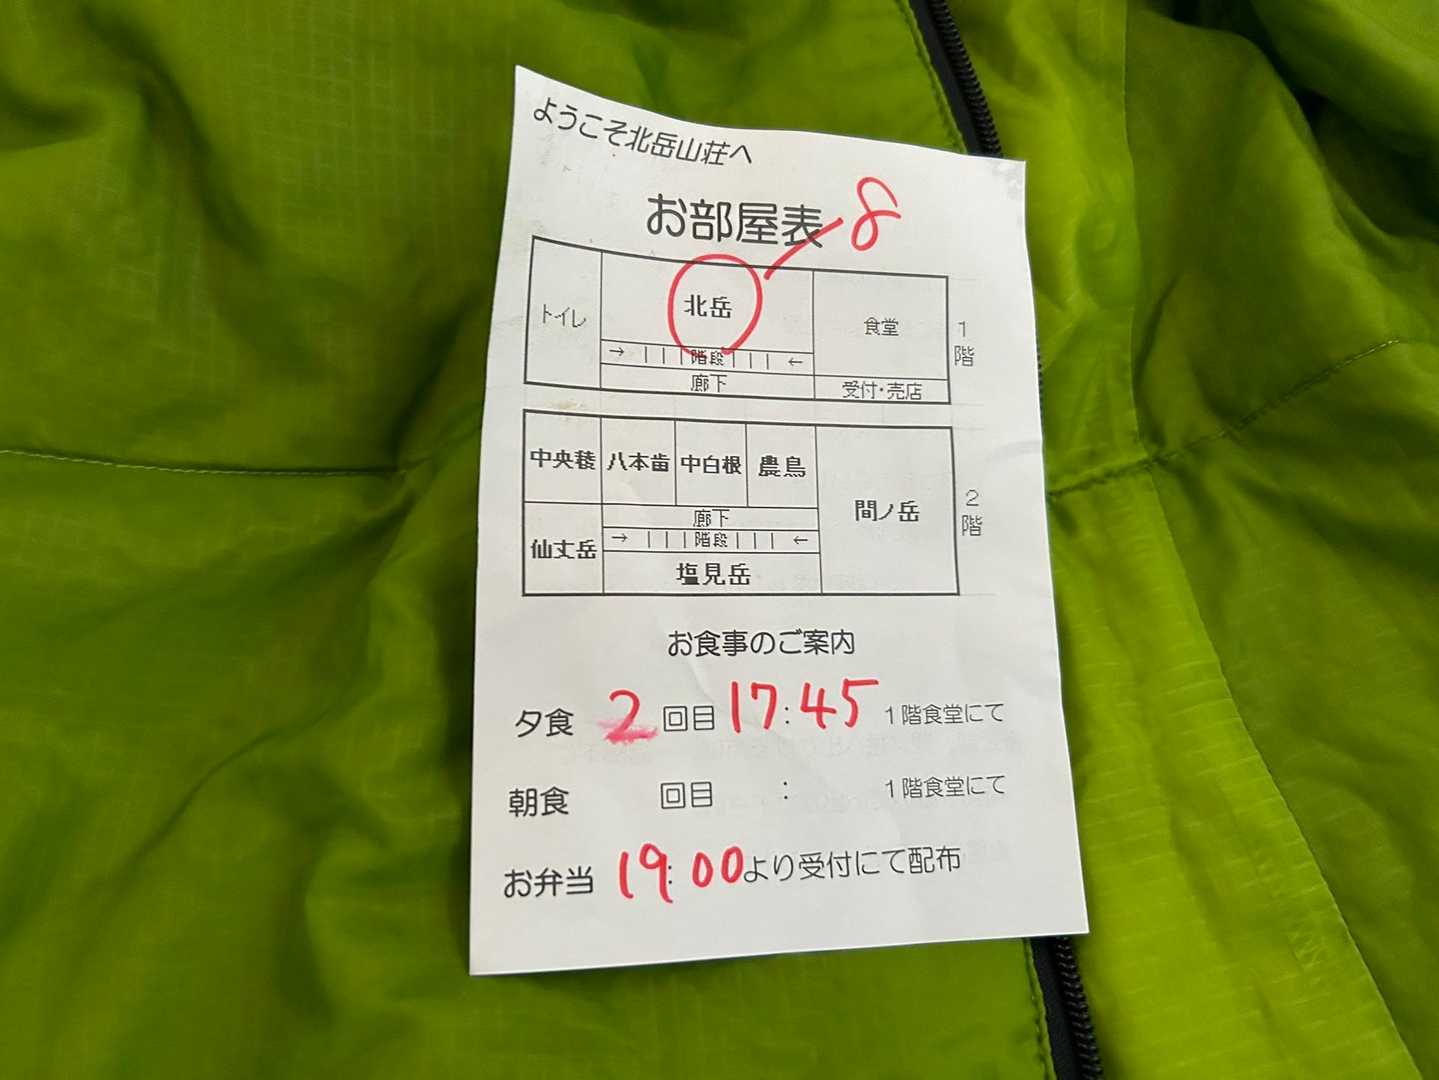 ようこそ北岳山荘へ
お部屋表 8
トイレ 北岳 食堂 1階
→ 階段 ←
廊下 受付・売店
中央稜 八本歯 中白根 農鳥 間ノ岳 2階
廊下
→ 階段 ←
仙丈岳
塩見岳
お食事のご案内
夕食 2回目 17:45 1階食堂にて
朝食 回目 : 1階食堂にて
お弁当 19:00より受付にて配布